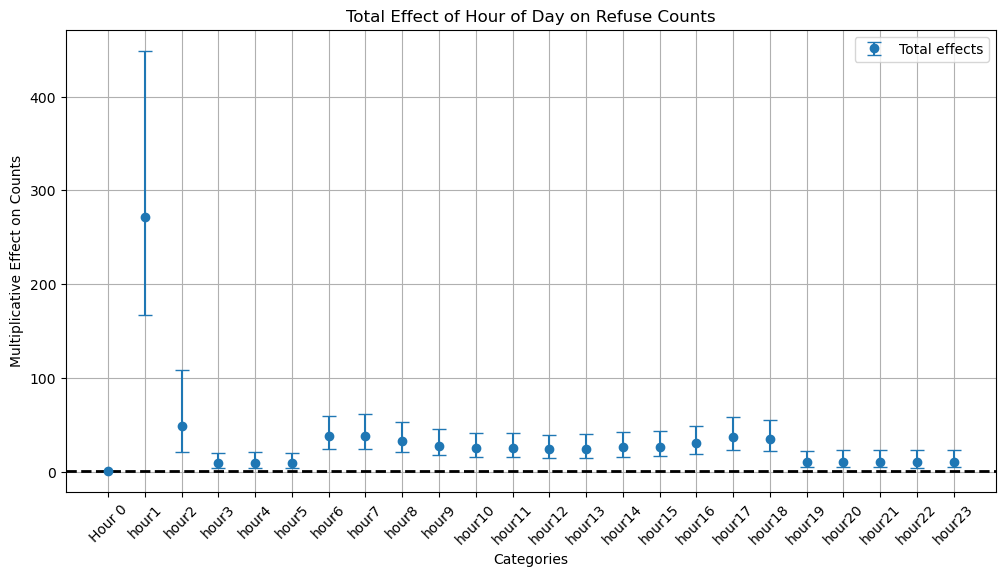 Total Effect of Hour of Day on Refuse Counts
Total effects
Multiplicative Effect on Counts
400
300
200
100
0
Hour 0
hour1
hour2
hour3
hour4
hour5
hour6
hour7
hour8
hour9
hour10
hour11
hour12
hour13
hour14
hour15
hour16
hour17
hour18
hour19
hour20
hour21
hour22
hour23
Categories